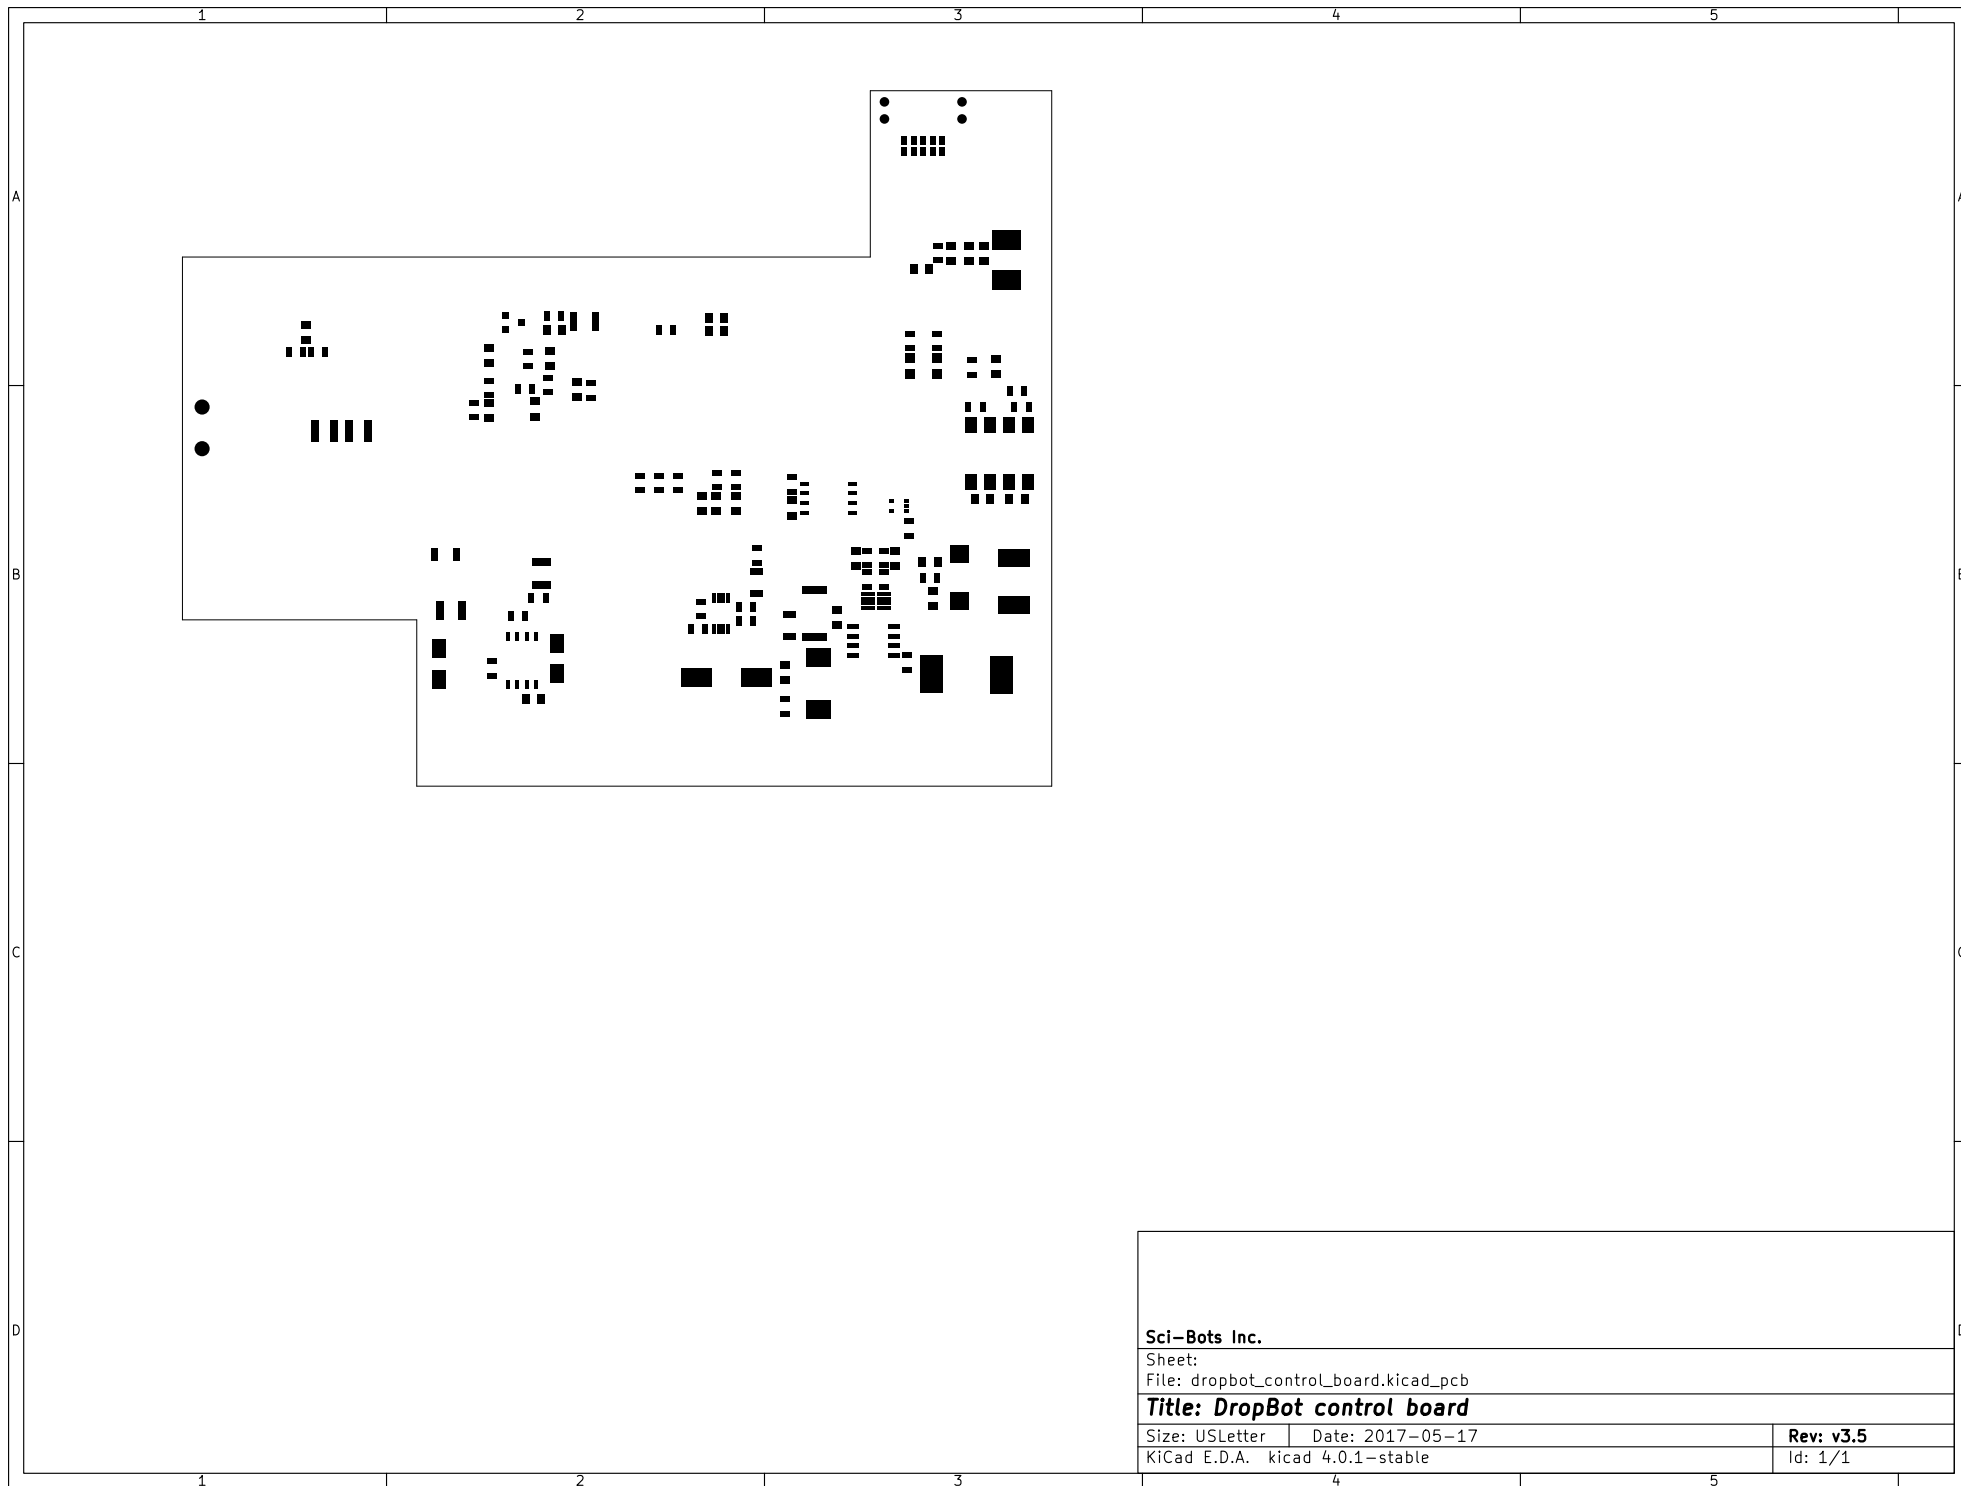 1 2 3 4 5
A
B
C
D
Sci-Bots Inc.
Sheet:
File: dropbot_control_board.kicad_pcb
Title: DropBot control board
Size: USLetter Date: 2017-05-17 Rev: v3.5
KiCad E.D.A. kicad 4.0.1-stable Id: 1/1
1 2 3 4 5